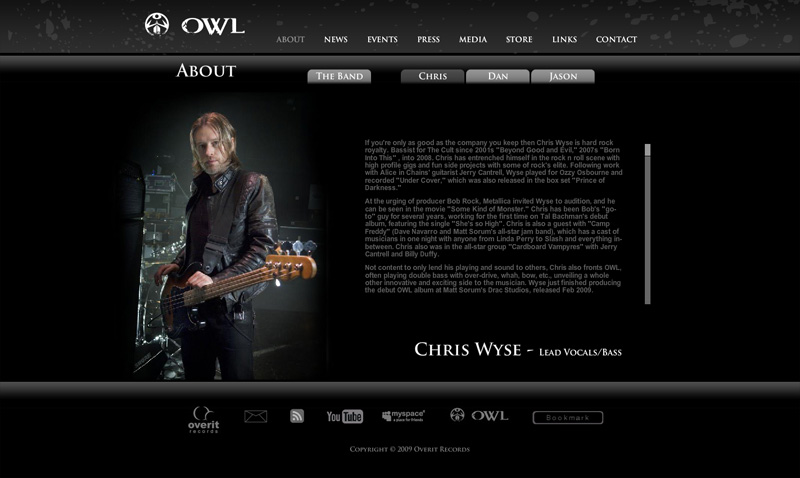 OWL
ABOUT NEWS EVENTS PRESS MEDIA STORE LINKS CONTACT
About
The Band Chris Dan Jason
If you're only as good as the company you keep then Chris Wyse is hard rock
royalty. Bassist for The Cult since 2001s "Beyond Good and Evil," 2007s "Born
Into This" , into 2008. Chris has entrenched himself in the rock n roll scene with
high profile gigs and fun side projects with some of rock's elite. Following work
with Alice in Chains' guitarist Jerry Cantrell, Wyse played for Ozzy Osbourne and
recorded "Under Cover," which was also released in the box set "Prince of
Darkness."
At the urging of producer Bob Rock, Metallica invited Wyse to audition, and he
can be seen in the movie "Some Kind of Monster." Chris has been Bob's "go-
to" guy for several years, working for the first time on Tal Bachman's debut
album, featuring the single "She's so High". Chris is also a guest with "Camp
Freddy" (Dave Navarro and Matt Sorum's all-star jam band), which has a cast of
musicians in one night with anyone from Linda Perry to Slash and everything in-
between. Chris also was in the all-star group "Cardboard Vampyres" with Jerry
Cantrell and Billy Duffy.
Not content to only lend his playing and sound to others, Chris also fronts OWL,
often playing double bass with over-drive, whah, bow, etc., unveiling a whole
other innovative and exciting side to the musician. Wyse just finished producing
the debut OWL album at Matt Sorum's Drac Studios, released Feb 2009.
Chris Wyse - Lead Vocals/Bass
overit
records
YouTube
myspace
a place for friends
OWL
Bookmark
Copyright © 2009 Overit Records